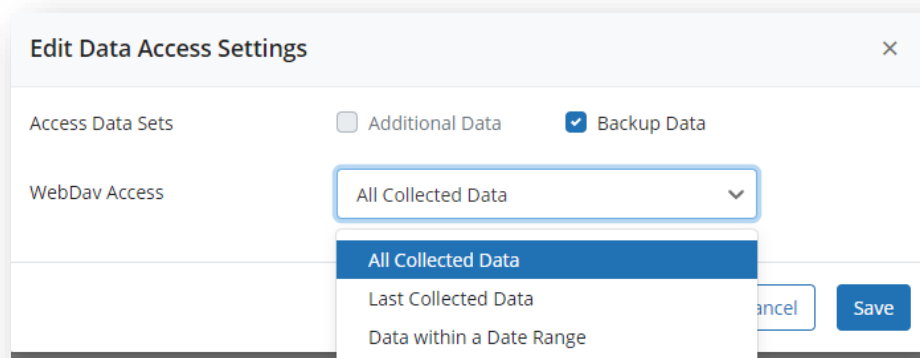 Edit Data Access Settings
Access Data Sets Additional Data Backup Data
WebDav Access All Collected Data
All Collected Data
Last Collected Data
Data within a Date Range
ancel Save